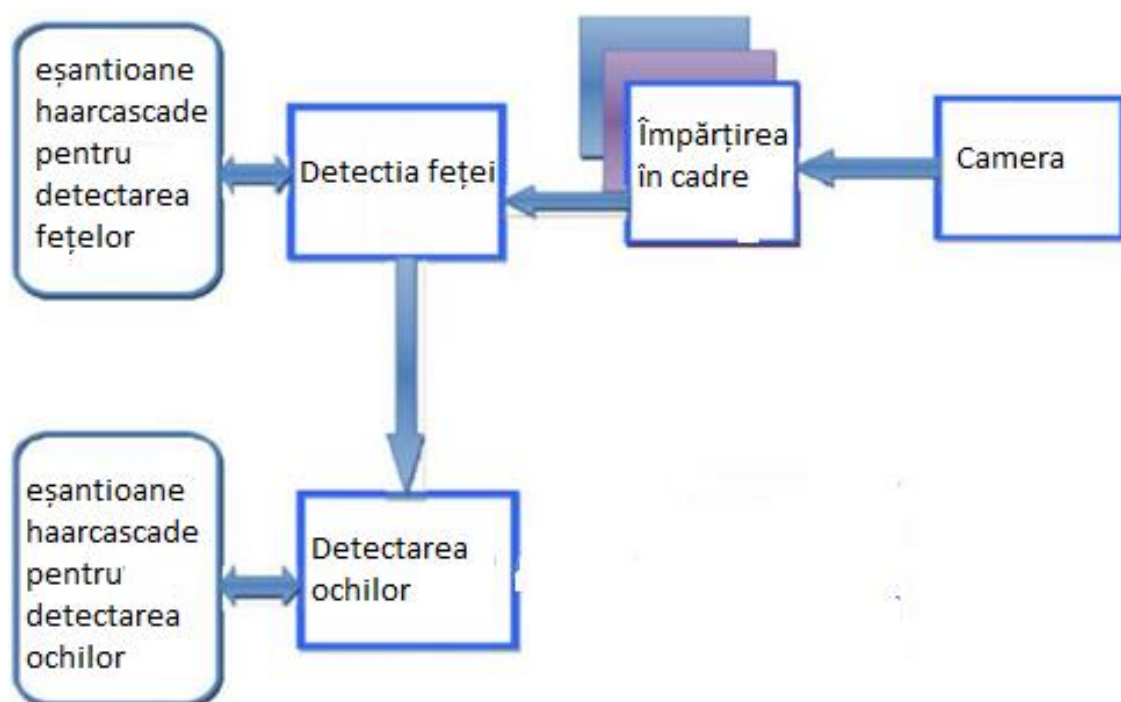 eșantioane
haarcascade
pentru
detectarea
fețelor
Detectia feței
Împărțirea
în cadre
Camera
eșantioane
haarcascade
pentru
detectarea
ochilor
Detectarea
ochilor